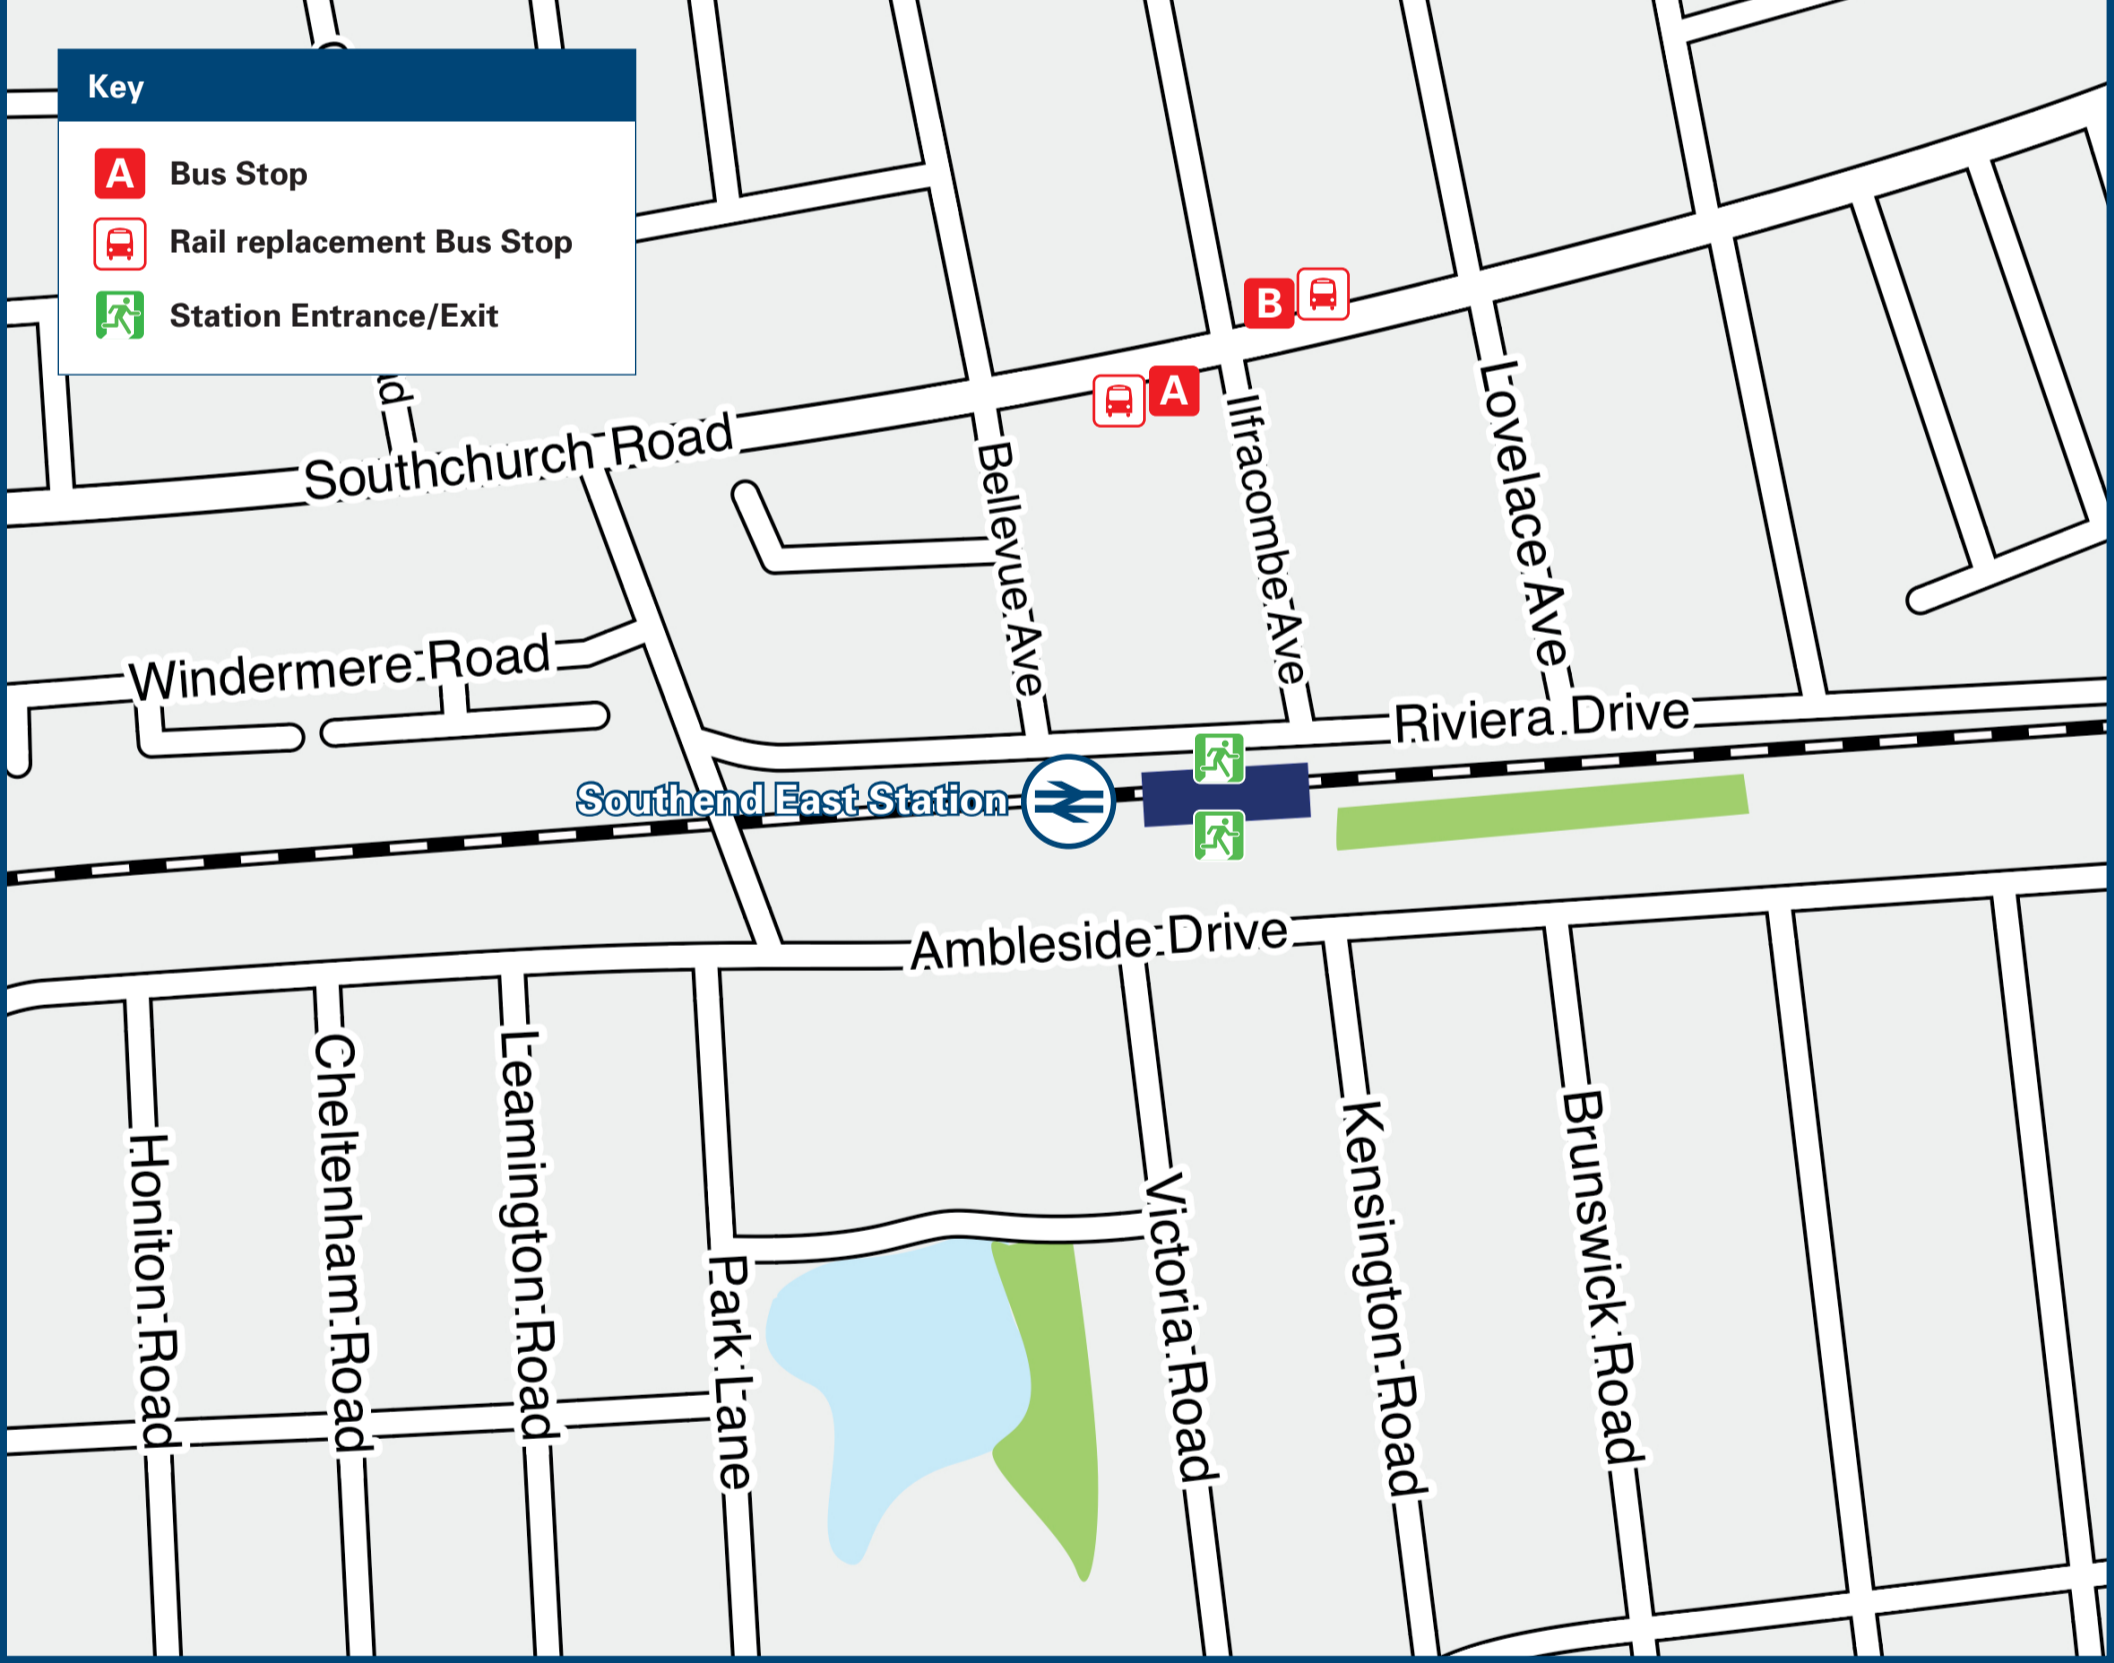 Key
A Bus Stop
Rail replacement Bus Stop
Station Entrance/Exit
B
A
Southchurch Road
Bellevue Ave
Ilfracombe Ave
Lovelace Ave
Windermere Road
Riviera Drive
Southend East Station
Ambleside Drive
Honiton Road
Cheltenham Road
Leamington Road
Park Lane
Victoria Road
Kensington Road
Brunswick Road